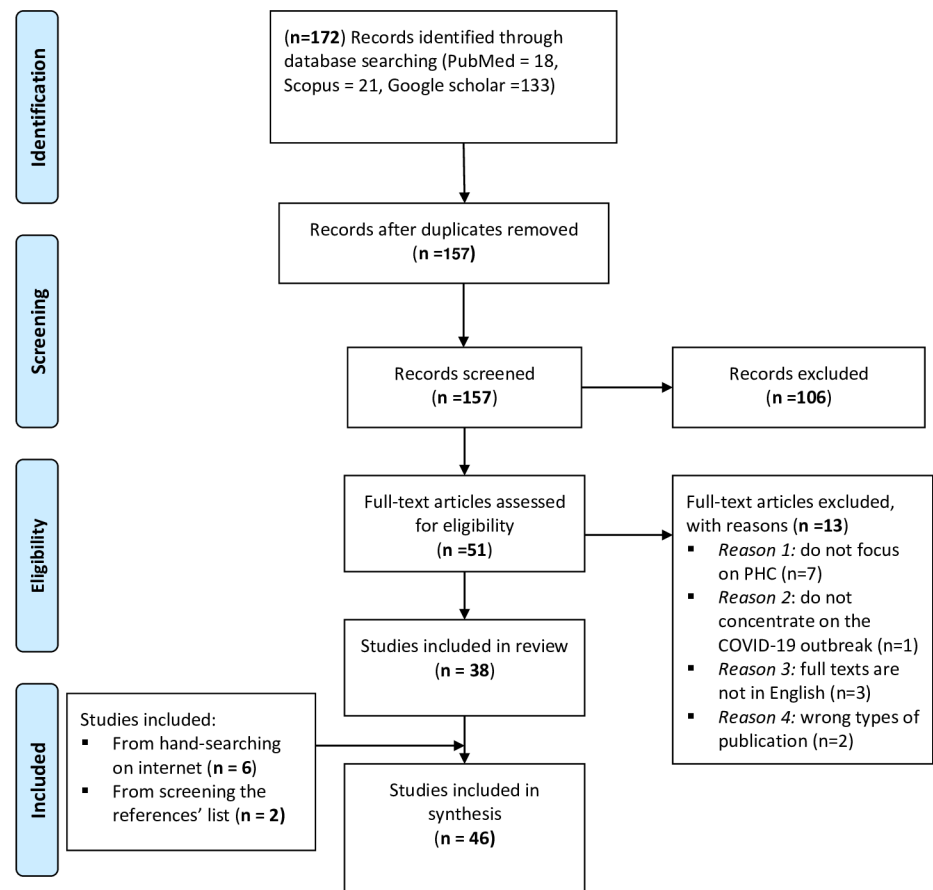 Identification
(n=172) Records identified through
database searching (PubMed = 18,
Scopus = 21, Google scholar =133)
Records after duplicates removed
(n =157)
Screening
Records screened
(n =157)
Records excluded
(n =106)
Eligibility
Full-text articles assessed
for eligibility
(n =51)
Full-text articles excluded,
with reasons (n =13)
▪ Reason 1: do not focus
on PHC (n=7)
▪ Reason 2: do not
concentrate on the
COVID-19 outbreak (n=1)
▪ Reason 3: full texts are
not in English (n=3)
▪ Reason 4: wrong types of
publication (n=2)
Studies included in review
(n = 38)
Included
Studies included:
▪ From hand-searching
on internet (n = 6)
▪ From screening the
references' list (n = 2)
Studies included in
synthesis
(n = 46)